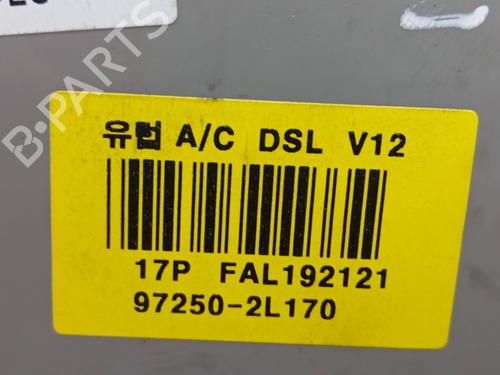 유럽 A/C DSL V12
17P FAL192121
97250-2L170
B-PARTS